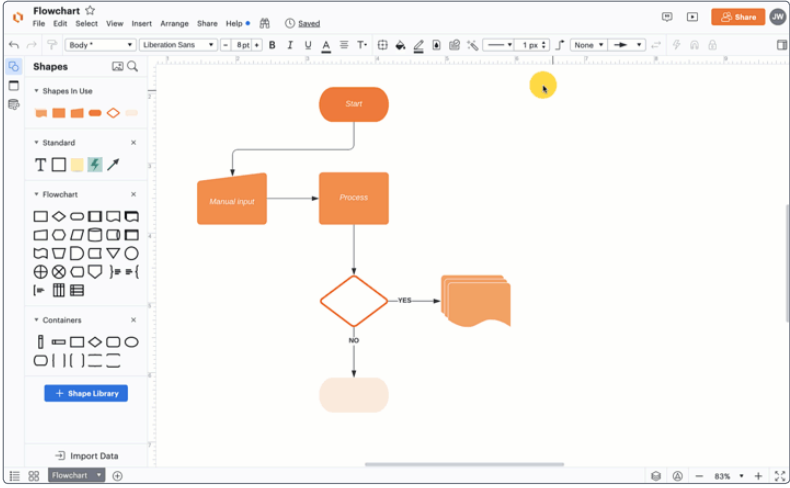 Flowchart
File Edit Select View Insert Arrange Share Help Saved
Share JW
Body * Liberation Sans - 8 pt + B I U A T 1 px None
Shapes
Shapes In Use
Standard
T
Flowchart
Containers
+ Shape Library
Import Data
Start
Manual input
Process
YES
NO
Flowchart
83%